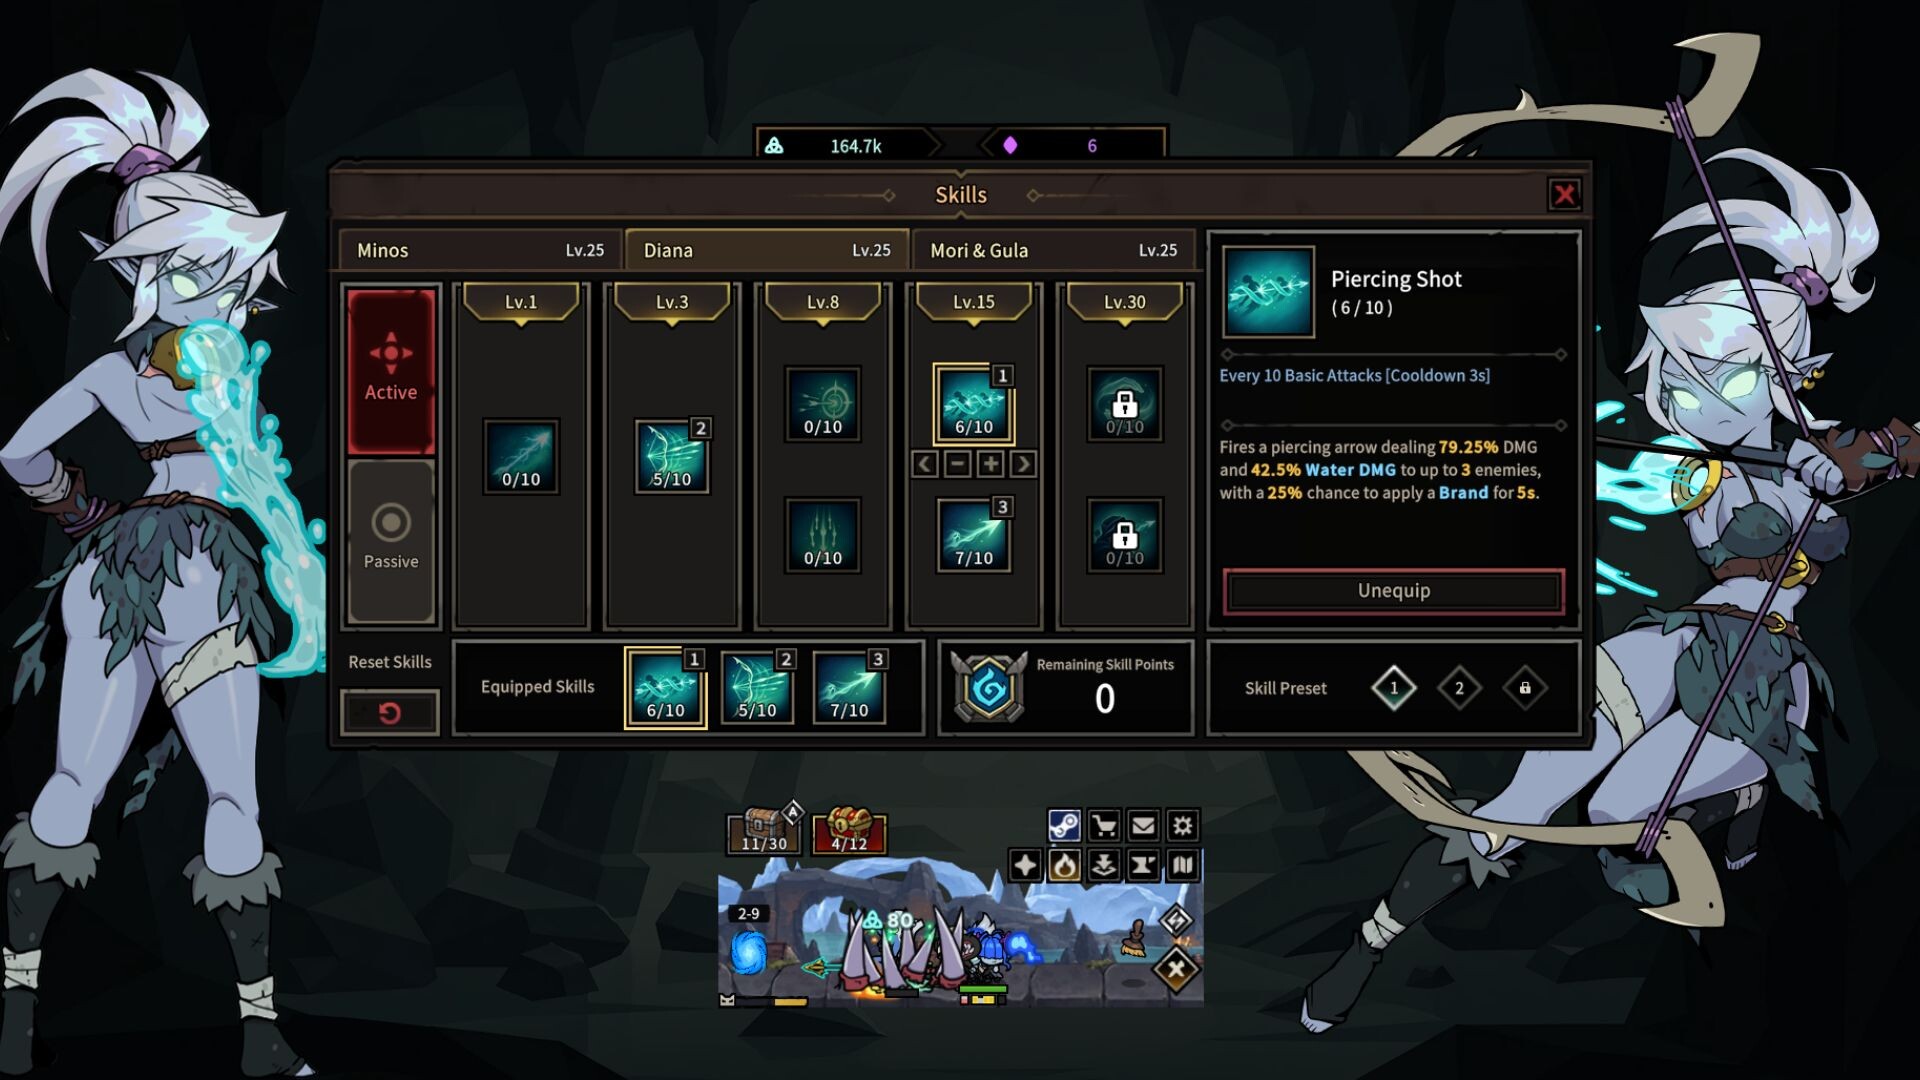 164.7k
6
Skills
Minos Lv.25
Diana Lv.25
Mori & Gula Lv.25
Active
Passive
Lv.1
Lv.3
Lv.8
Lv.15
Lv.30
0/10
2
5/10
0/10
0/10
1
6/10
3
7/10
0/10
0/10
Piercing Shot
( 6 / 10 )
Every 10 Basic Attacks [Cooldown 3s]
Fires a piercing arrow dealing 79.25% DMG
and 42.5% Water DMG to up to 3 enemies,
with a 25% chance to apply a Brand for 5s.
Unequip
Reset Skills
Equipped Skills
1
6/10
2
5/10
3
7/10
Remaining Skill Points
0
Skill Preset
1
2
A
11/30
4/12
2-9
80